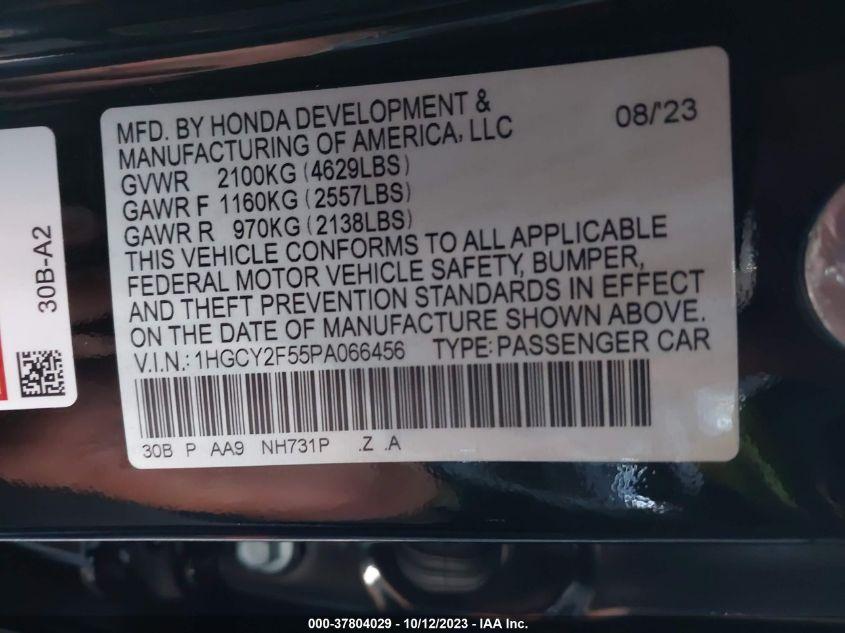 MFD. BY HONDA DEVELOPMENT & 08/'23
MANUFACTURING OF AMERICA, LLC
GVWR 2100KG (4629LBS)
GAWR F 1160KG (2557LBS)
GAWR R 970KG (2138LBS)
THIS VEHICLE CONFORMS TO ALL APPLICABLE
FEDERAL MOTOR VEHICLE SAFETY, BUMPER,
AND THEFT PREVENTION STANDARDS IN EFFECT
ON THE DATE OF MANUFACTURE SHOWN ABOVE.
V.I.N.: 1HGCY2F55PA066456 TYPE: PASSENGER CAR
30B P AA9 NH731P .Z .A
30B-A2
000-37804029 - 10/12/2023 - IAA Inc.